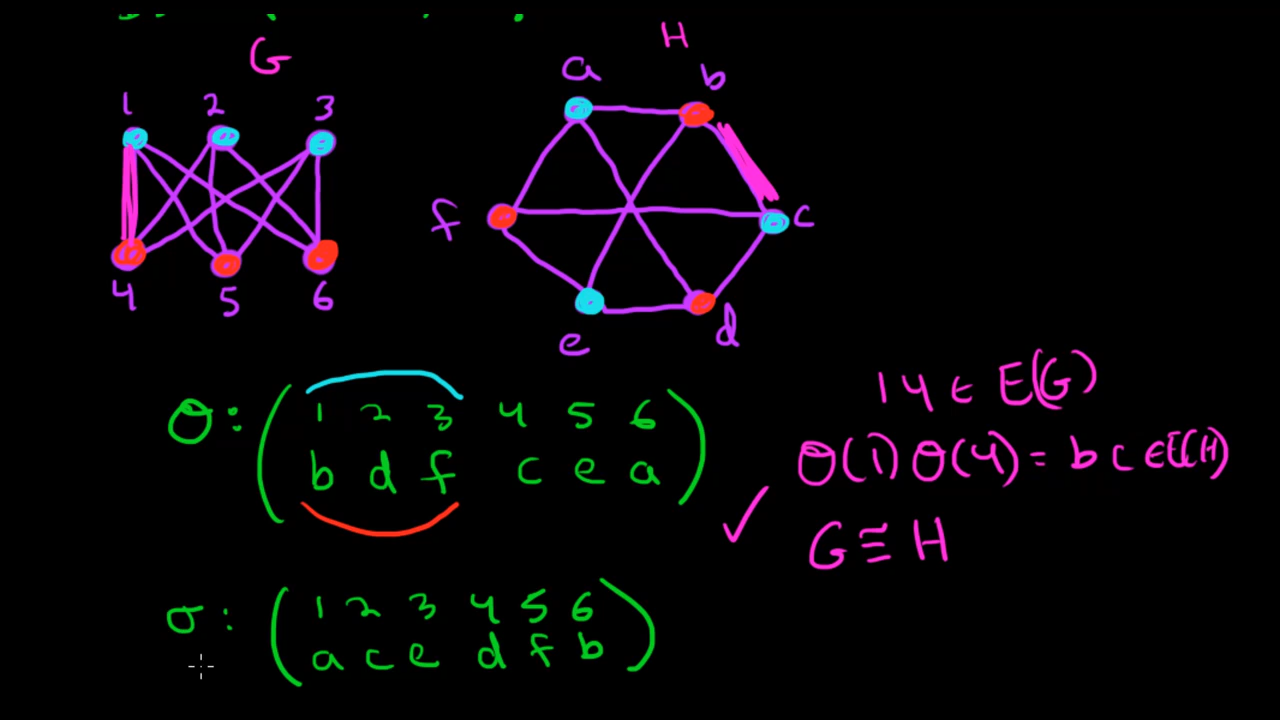 G
H
1 2 3
4 5 6
a b
f c
e d
θ: ( 1 2 3 4 5 6
b d f c e a )
14 ∈ E(G)
θ(1) θ(4) = bc ∈ E(H)
✓ G ≅ H
σ: ( 1 2 3 4 5 6
a c e d f b )